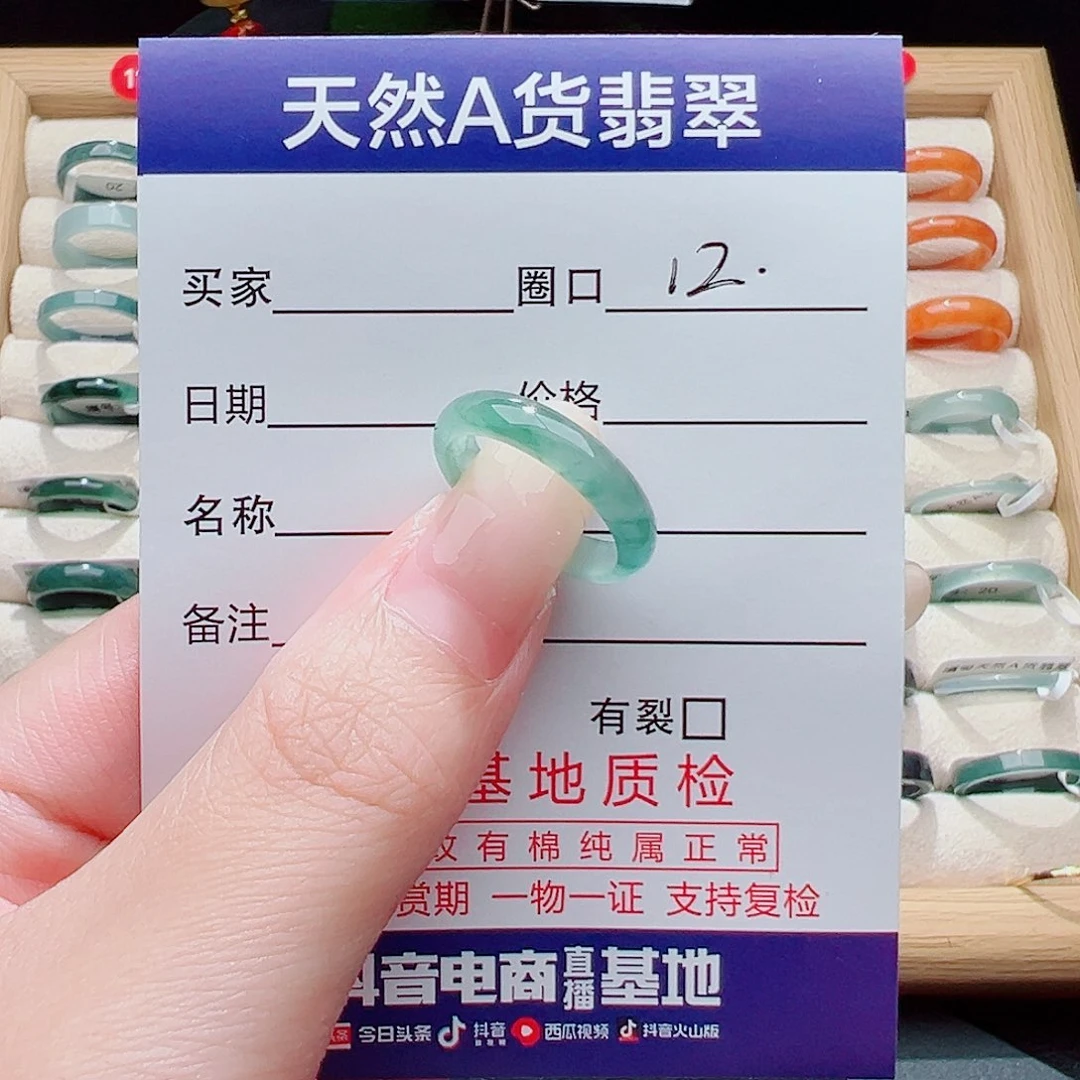 天然A货翡翠
买家 圈口 12.
日期 价格
名称
备注
有裂
基地质检
纹有棉纯属正常
赏期 一物一证 支持复检
抖音电商直播基地
今日头条 抖音 西瓜视频 抖音火山版
20
20